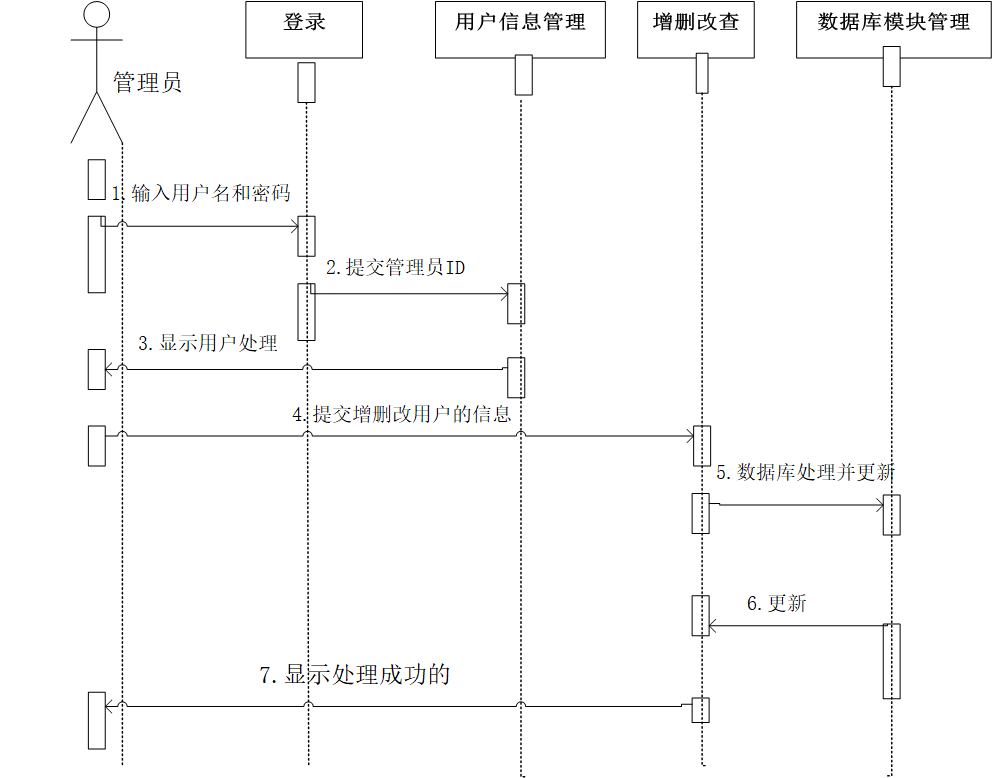 登录
用户信息管理
增删改查
数据库模块管理
管理员
1.输入用户名和密码
2.提交管理员ID
3.显示用户处理
4.提交增删改用户的信息
5.数据库处理并更新
6.更新
7.显示处理成功的